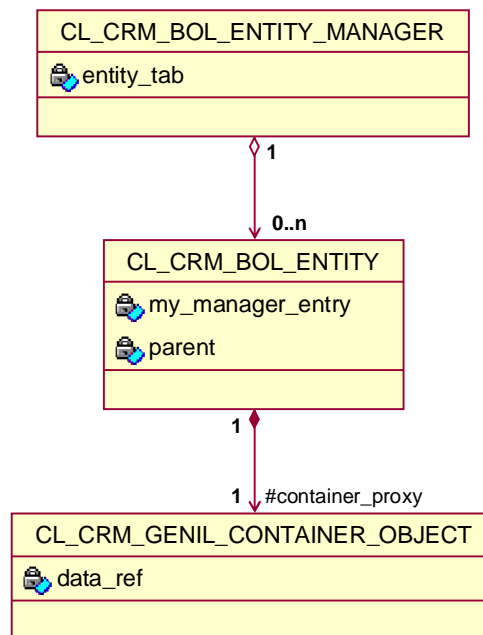 CL_CRM_BOL_ENTITY_MANAGER
entity_tab
1
0..n
CL_CRM_BOL_ENTITY
my_manager_entry
parent
1
1 #container_proxy
CL_CRM_GENIL_CONTAINER_OBJECT
data_ref